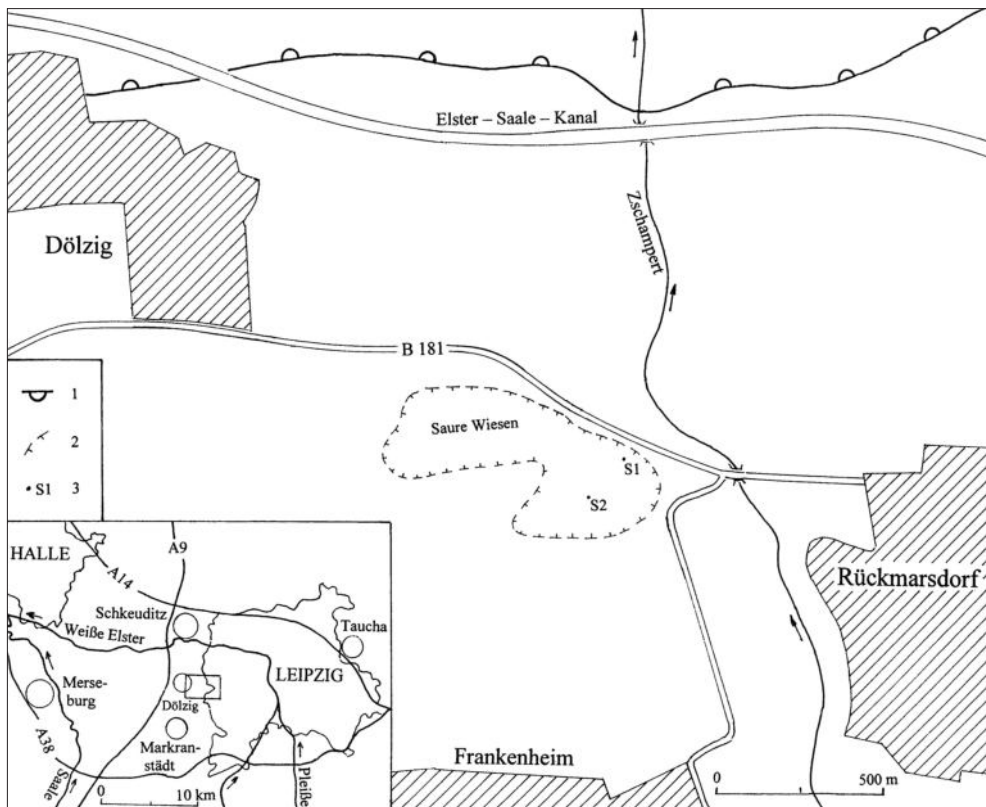 Elster – Saale – Kanal
Zschampert
Dölzig
B 181
Saure Wiesen
S1
S2
Rückmarsdorf
Frankenheim
0 500 m
1
2
S1 3
HALLE
A9
A14
Schkeuditz
Weiße Elster
Taucha
LEIPZIG
Merse-
burg
Dölzig
Markran-
städt
A38
Saale
Pleiße
0 10 km